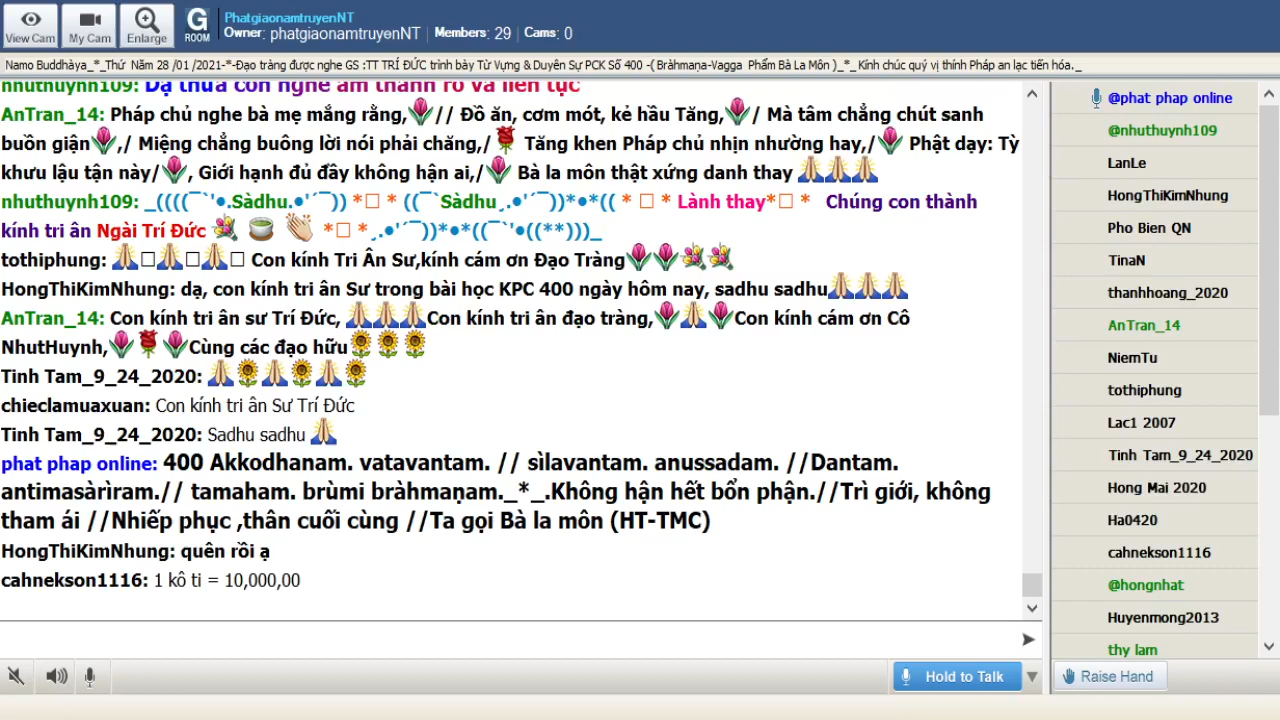 View Cam
My Cam
Enlarge
G ROOM
PhatgiaonamtruyenNT
Owner: phatgiaonamtruyenNT | Members: 29 | Cams: 0
Namo Buddhàya_*_Thứ Năm 28 /01 /2021-*-Đạo tràng được nghe GS :TT TRÍ ĐỨC trình bày Từ Vựng & Duyên Sự PCK Số 400 -( Bràhmaṇa-Vagga Phẩm Bà La Môn )_*_ Kính chúc quý vị thính Pháp an lạc tiến hóa._
nhuthuynh109: Dạ thưa con nghe âm thanh rõ và liên tục
AnTran_14: Pháp chủ nghe bà mẹ mắng rằng,🌷// Đồ ăn, cơm mót, kẻ hầu Tăng,🌷/ Mà tâm chẳng chút sanh
buồn giận🌷,/ Miệng chẳng buông lời nói phải chăng,/🌹 Tăng khen Pháp chủ nhịn nhường hay,/🌷 Phật dạy: Tỳ
khưu lậu tận này/🌷, Giới hạnh đủ đầy không hận ai,/🌷 Bà la môn thật xứng danh thay 🙏🙏🙏
nhuthuynh109: _((((¯`'•.Sàdhu.•'´¯)) *□ * ((¯`Sàdhu¸.•'´¯))*•*(( * □ * Lành thay*□ * Chúng con thành
kính tri ân Ngài Trí Đức 💐 🍵 👏 *□ *¸.•'´¯))*•*((¯`'•((**)))_
tothiphung: 🙏□🙏□🙏□ Con kính Tri Ân Sư,kính cám ơn Đạo Tràng🌷🌷💐💐
HongThiKimNhung: dạ, con kính tri ân Sư trong bài học KPC 400 ngày hôm nay, sadhu sadhu🙏🙏🙏
AnTran_14: Con kính tri ân sư Trí Đức, 🙏🙏🙏Con kính tri ân đạo tràng,🌷🙏🌷Con kính cám ơn Cô
NhutHuynh,🌷🌹🌷Cùng các đạo hữu🌻🌻🌻
Tinh Tam_9_24_2020: 🙏🌻🙏🌻🙏🌻
chieclamuaxuan: Con kính tri ân Sư Trí Đức
Tinh Tam_9_24_2020: Sadhu sadhu 🙏
phat phap online: 400 Akkodhanam. vatavantam. // sìlavantam. anussadam. //Dantam.
antimasàrìram.// tamaham. brùmi bràhmaṇam._*_.Không hận hết bổn phận.//Trì giới, không
tham ái //Nhiếp phục ,thân cuối cùng //Ta gọi Bà la môn (HT-TMC)
HongThiKimNhung: quên rồi ạ
cahnekson1116: 1 kô ti = 10,000,00
@phat phap online
@nhuthuynh109
LanLe
HongThiKimNhung
Pho Bien QN
TinaN
thanhhoang_2020
AnTran_14
NiemTu
tothiphung
Lac1 2007
Tinh Tam_9_24_2020
Hong Mai 2020
Ha0420
cahnekson1116
@hongnhat
Huyenmong2013
thy lam
Hold to Talk
Raise Hand